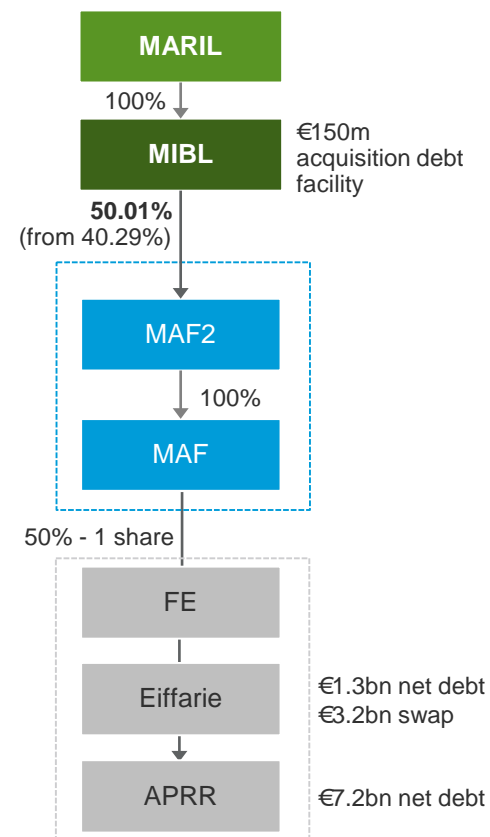 MARIL
100%
MIBL
€150m
acquisition debt
facility
50.01%
(from 40.29%)
MAF2
100%
MAF
50% - 1 share
FE
Eiffarie
€1.3bn net debt
€3.2bn swap
APRR
€7.2bn net debt